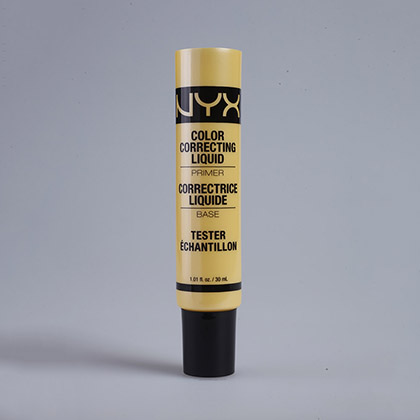 NYX
COLOR
CORRECTING
LIQUID
PRIMER
CORRECTRICE
LIQUIDE
BASE
TESTER
ÉCHANTILLON
1.01 fl. oz. / 30 mL